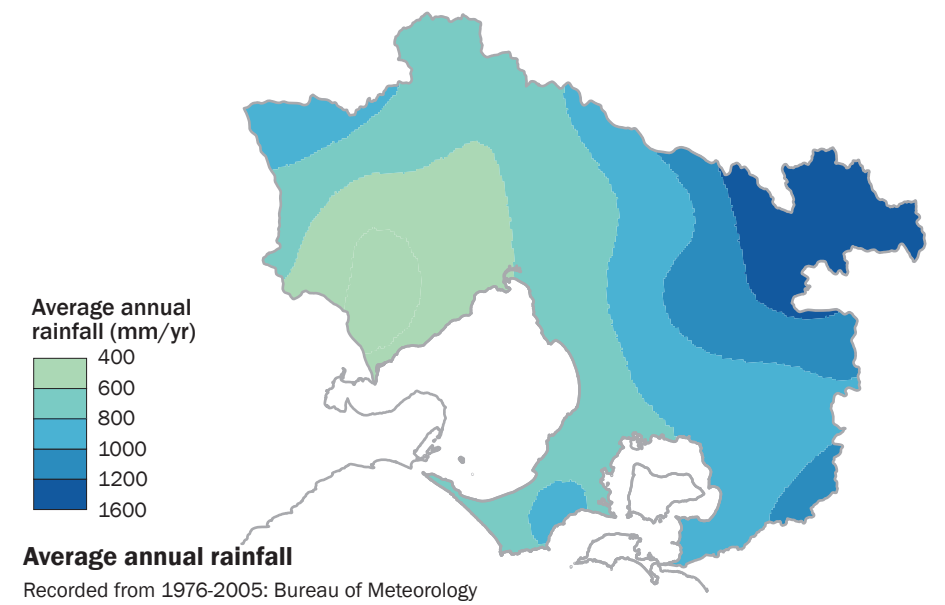 Average annual
rainfall (mm/yr)
400
600
800
1000
1200
1600
Average annual rainfall
Recorded from 1976-2005: Bureau of Meteorology